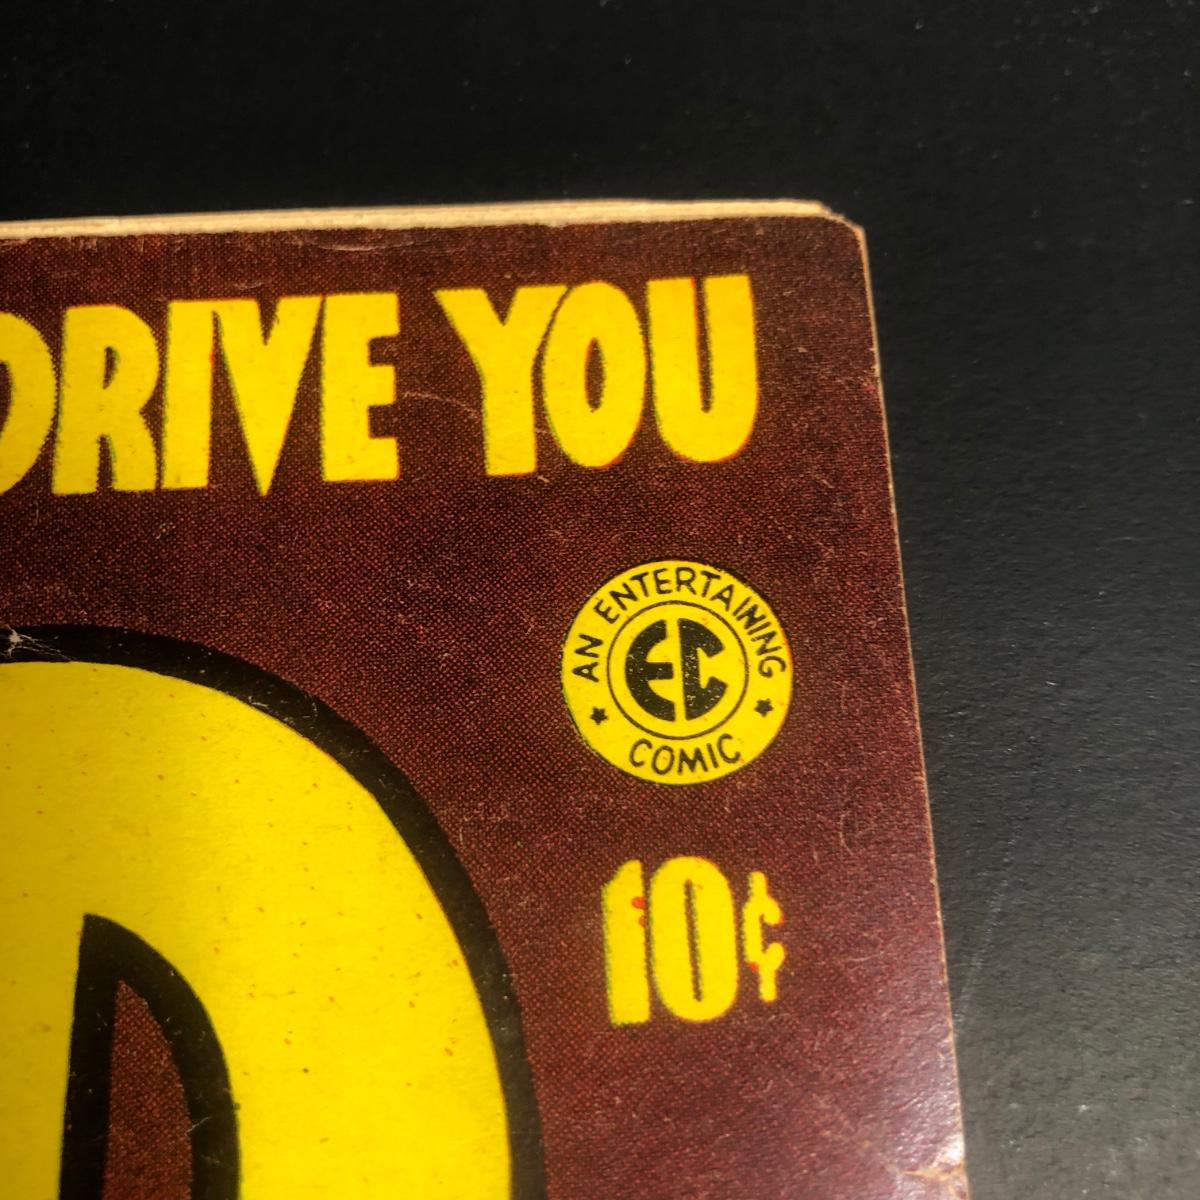 DRIVE YOU
AN ENTERTAINING
EC
COMIC
10¢
D